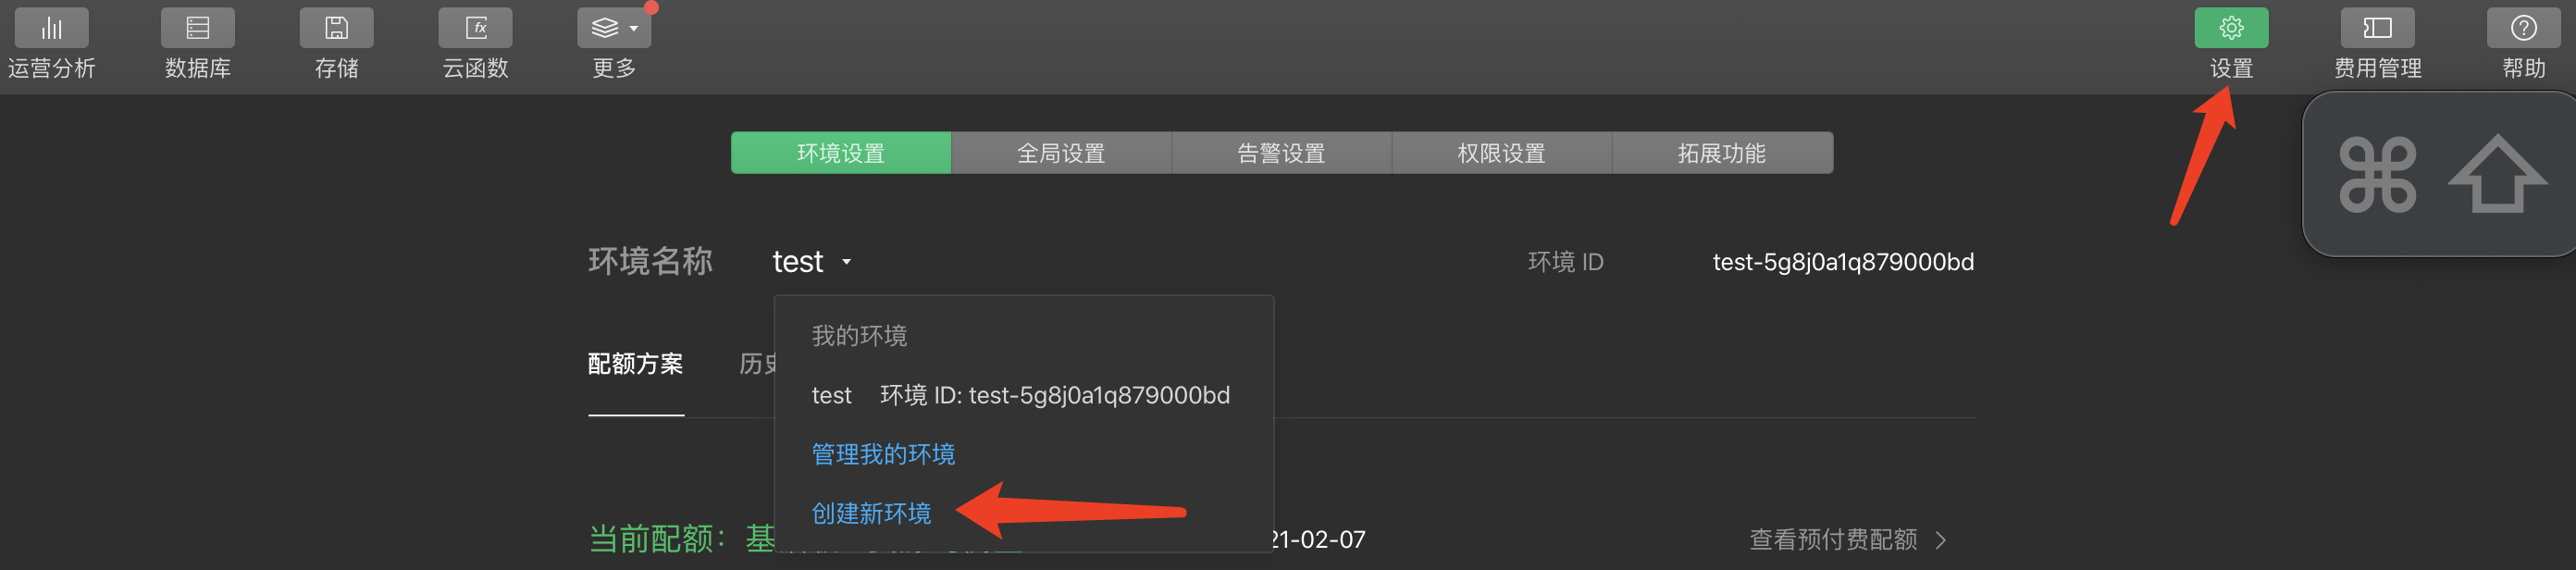 运营分析 数据库 存储 云函数 更多 设置 费用管理 帮助
环境设置 全局设置 告警设置 权限设置 拓展功能
环境名称 test 环境 ID test-5g8j0a1q879000bd
我的环境
配额方案 历史
test 环境 ID: test-5g8j0a1q879000bd
管理我的环境
创建新环境
当前配额: 基 21-02-07 查看预付费配额